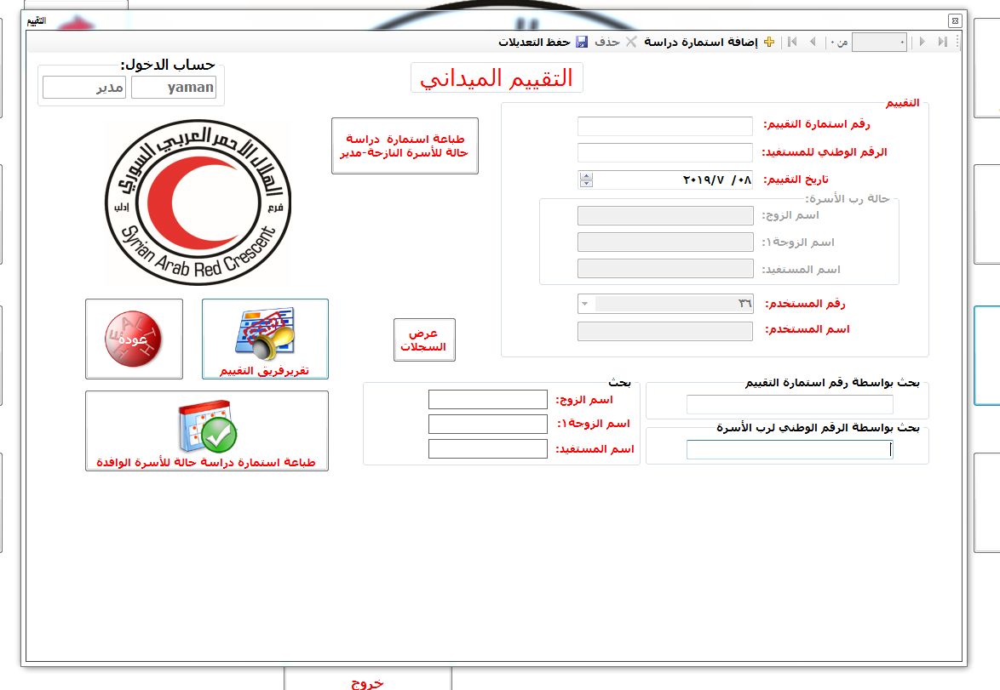 التقييم
إضافة استمارة دراسة
حذف
حفظ التعديلات
من ٠
٠
حساب الدخول:
yaman
مدير
التقييم الميداني
التقييم
رقم استمارة التقييم:
الرقم الوطني للمستفيد:
تاريخ التقييم:
٠٨/ ٢٠١٩/٧
حالة رب الأسرة:
اسم الزوج:
اسم الزوجة١:
اسم المستفيد:
رقم المستخدم:
٣٦
اسم المستخدم:
طباعة استمارة دراسة
حالة للأسرة النازحة-مدير
الهلال الأحمر العربي السوري
فرع
إدلب
Syrian Arab Red Crescent
عرض
السجلات
تقريرفريق التقييم
HEALTH
عودة
طباعة استمارة دراسة حالة للأسرة الوافدة
بحث بواسطة رقم استمارة التقييم
بحث بواسطة الرقم الوطني لرب الأسرة
بحث
اسم الزوج:
اسم الزوجة١:
اسم المستفيد:
خروج